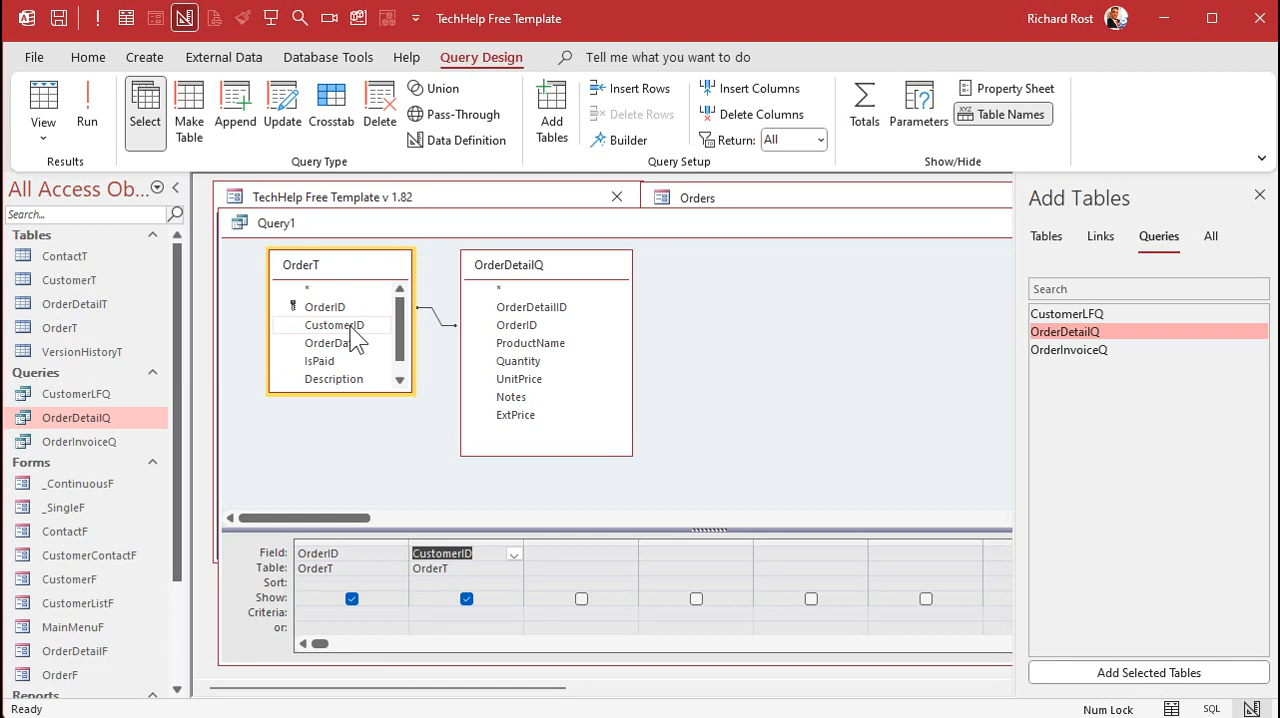 TechHelp Free Template
Richard Rost
File Home Create External Data Database Tools Help Query Design Tell me what you want to do
View
Run
Results
Select
Make Table
Append
Update
Crosstab
Delete
Union
Pass-Through
Data Definition
Query Type
Add Tables
Insert Rows
Delete Rows
Builder
Insert Columns
Delete Columns
Return: All
Query Setup
Totals
Parameters
Property Sheet
Table Names
Show/Hide
All Access Ob...
Search...
Tables
ContactT
CustomerT
OrderDetailT
OrderT
VersionHistoryT
Queries
CustomerLFQ
OrderDetailQ
OrderInvoiceQ
Forms
_ContinuousF
_SingleF
ContactF
CustomerContactF
CustomerF
CustomerListF
MainMenuF
OrderDetailF
OrderF
Reports
TechHelp Free Template v 1.82
Orders
Query1
OrderT
*
OrderID
CustomerID
IsPaid
Description
OrderDetailQ
*
OrderDetailID
OrderID
ProductName
Quantity
UnitPrice
Notes
ExtPrice
Field: OrderID CustomerID
Table: OrderT OrderT
Sort:
Show:
Criteria:
or:
Add Tables
Tables Links Queries All
Search
CustomerLFQ
OrderDetailQ
OrderInvoiceQ
Add Selected Tables
Ready
Num Lock
SQL